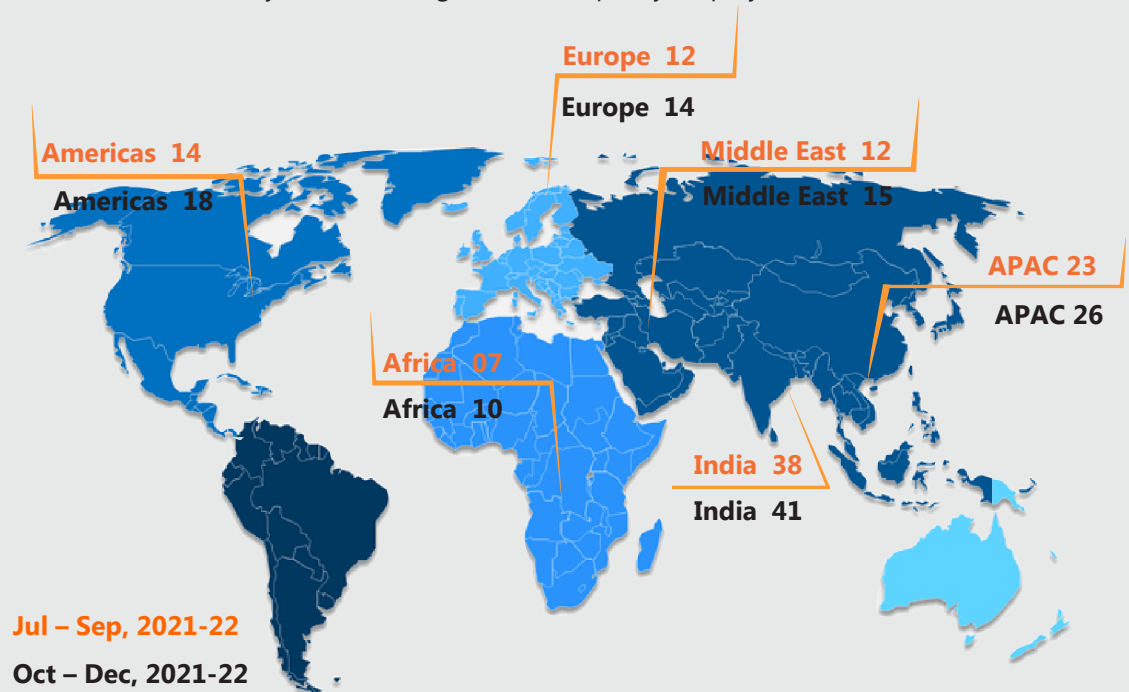 Europe 12
Europe 14
Americas 14
Americas 18
Middle East 12
Middle East 15
APAC 23
APAC 26
Africa 07
Africa 10
India 38
India 41
Jul – Sep, 2021-22
Oct – Dec, 2021-22